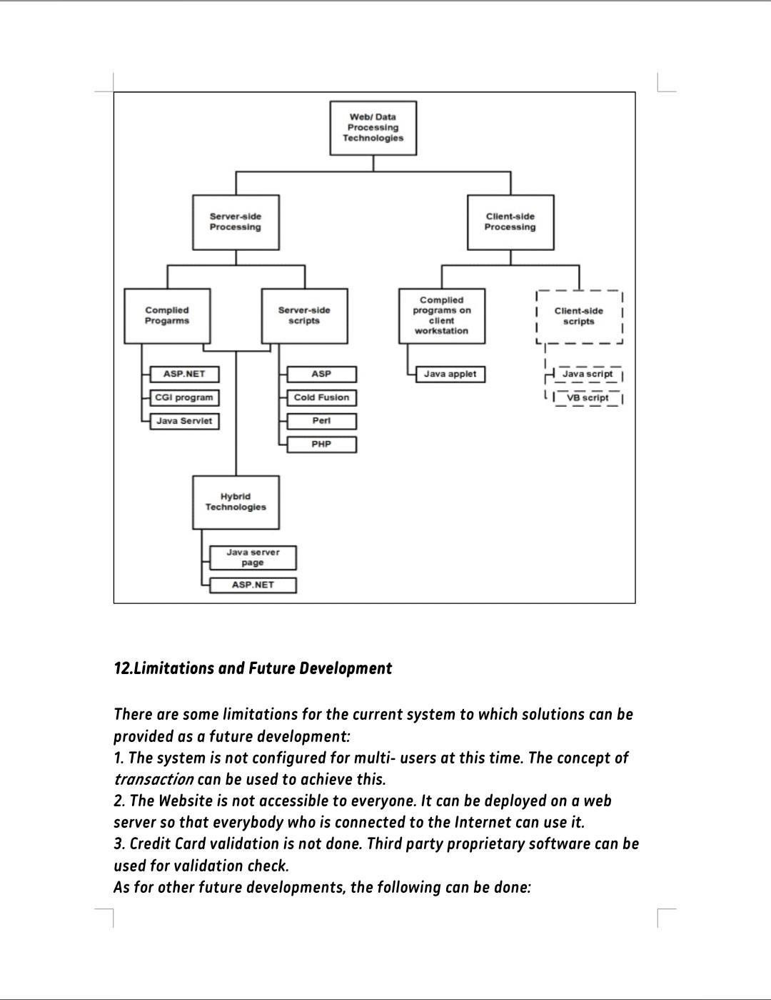 Web/ Data
Processing
Technologies
Server-side
Processing
Client-side
Processing
Complied
Progarms
Server-side
scripts
Complied
programs on
client
workstation
Client-side
scripts
ASP.NET
CGI program
Java Servlet
ASP
Cold Fusion
Perl
PHP
Java applet
Java script
VB script
Hybrid
Technologies
Java server
page
ASP.NET
12.Limitations and Future Development
There are some limitations for the current system to which solutions can be
provided as a future development:
1. The system is not configured for multi- users at this time. The concept of
transaction can be used to achieve this.
2. The Website is not accessible to everyone. It can be deployed on a web
server so that everybody who is connected to the Internet can use it.
3. Credit Card validation is not done. Third party proprietary software can be
used for validation check.
As for other future developments, the following can be done: